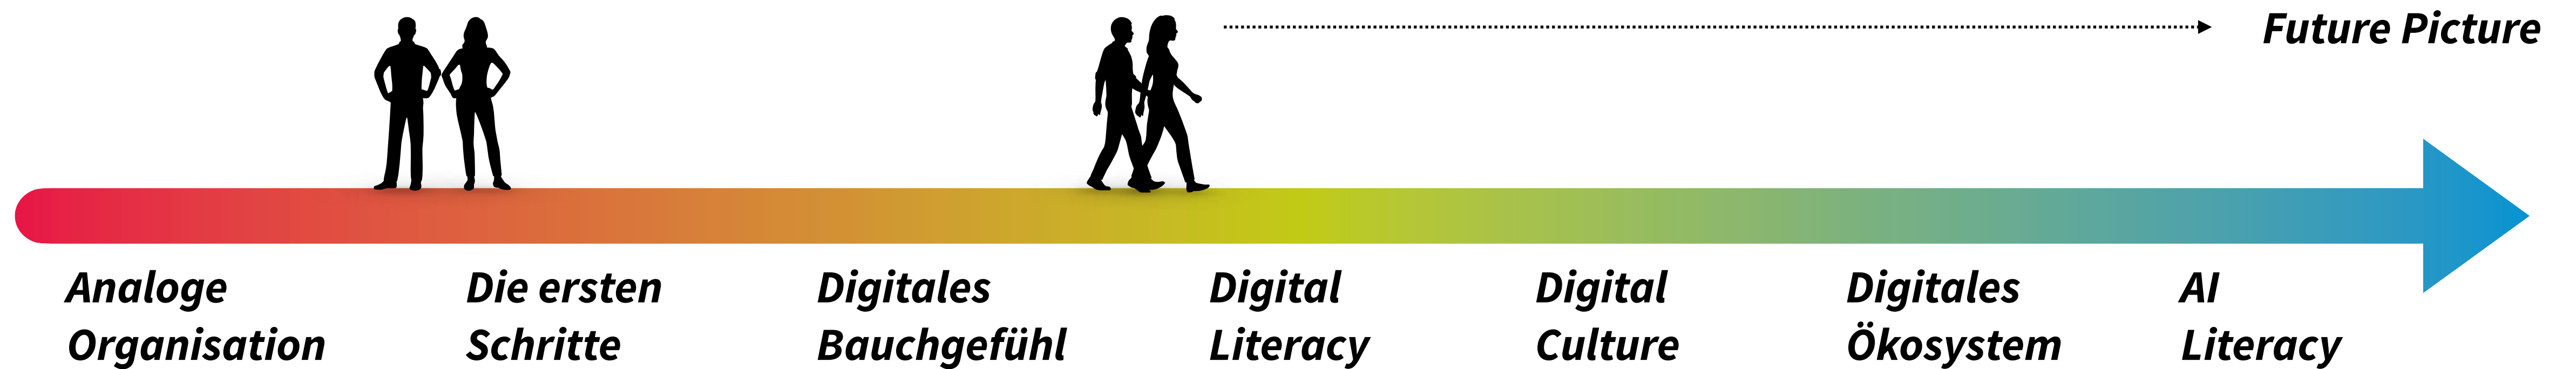 Future Picture
Analoge
Organisation
Die ersten
Schritte
Digitales
Bauchgefühl
Digital
Literacy
Digital
Culture
Digitales
Ökosystem
AI
Literacy